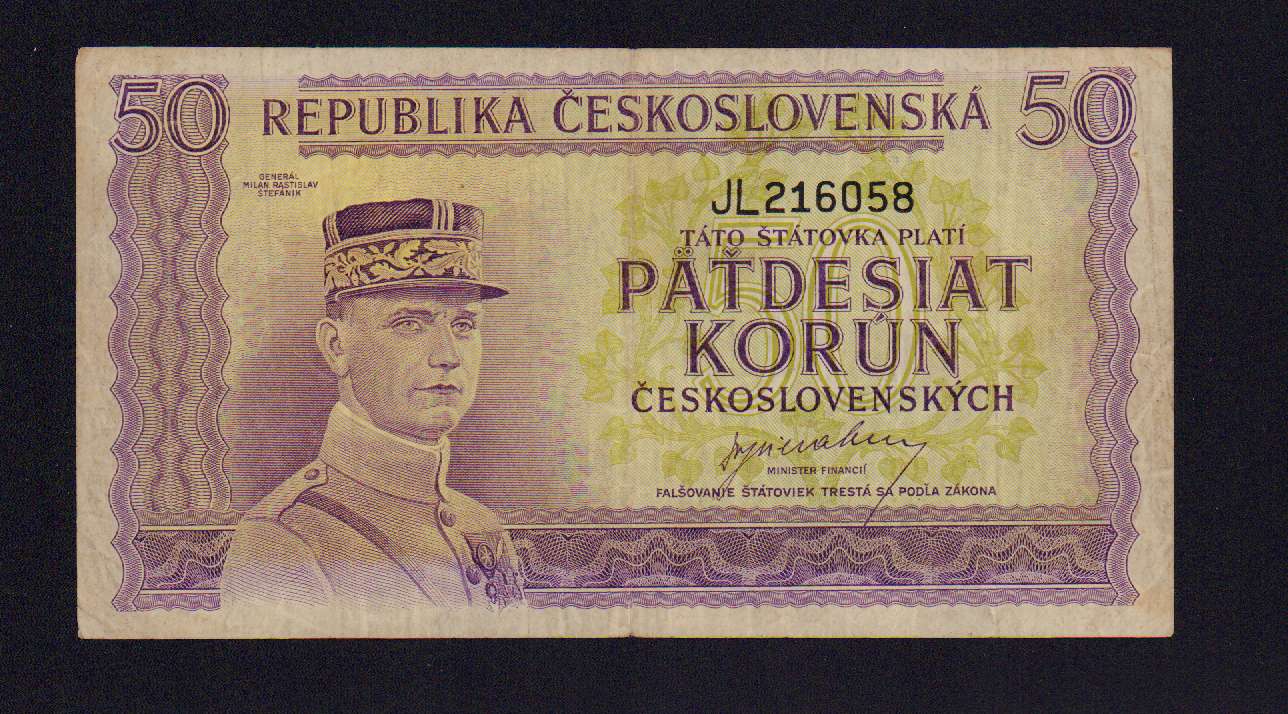 50 REPUBLIKA ČESKOSLOVENSKÁ 50
GENERÁL
MILAN RASTISLAV
ŠTEFÁNIK
JL216058
TÁTO ŠTÁTOVKA PLATÍ
PÄŤDESIAT
KORÚN
ČESKOSLOVENSKÝCH
MINISTER FINANCIÍ
FALŠOVANIE ŠTÁTOVIEK TRESTÁ SA PODĽA ZÁKONA
50